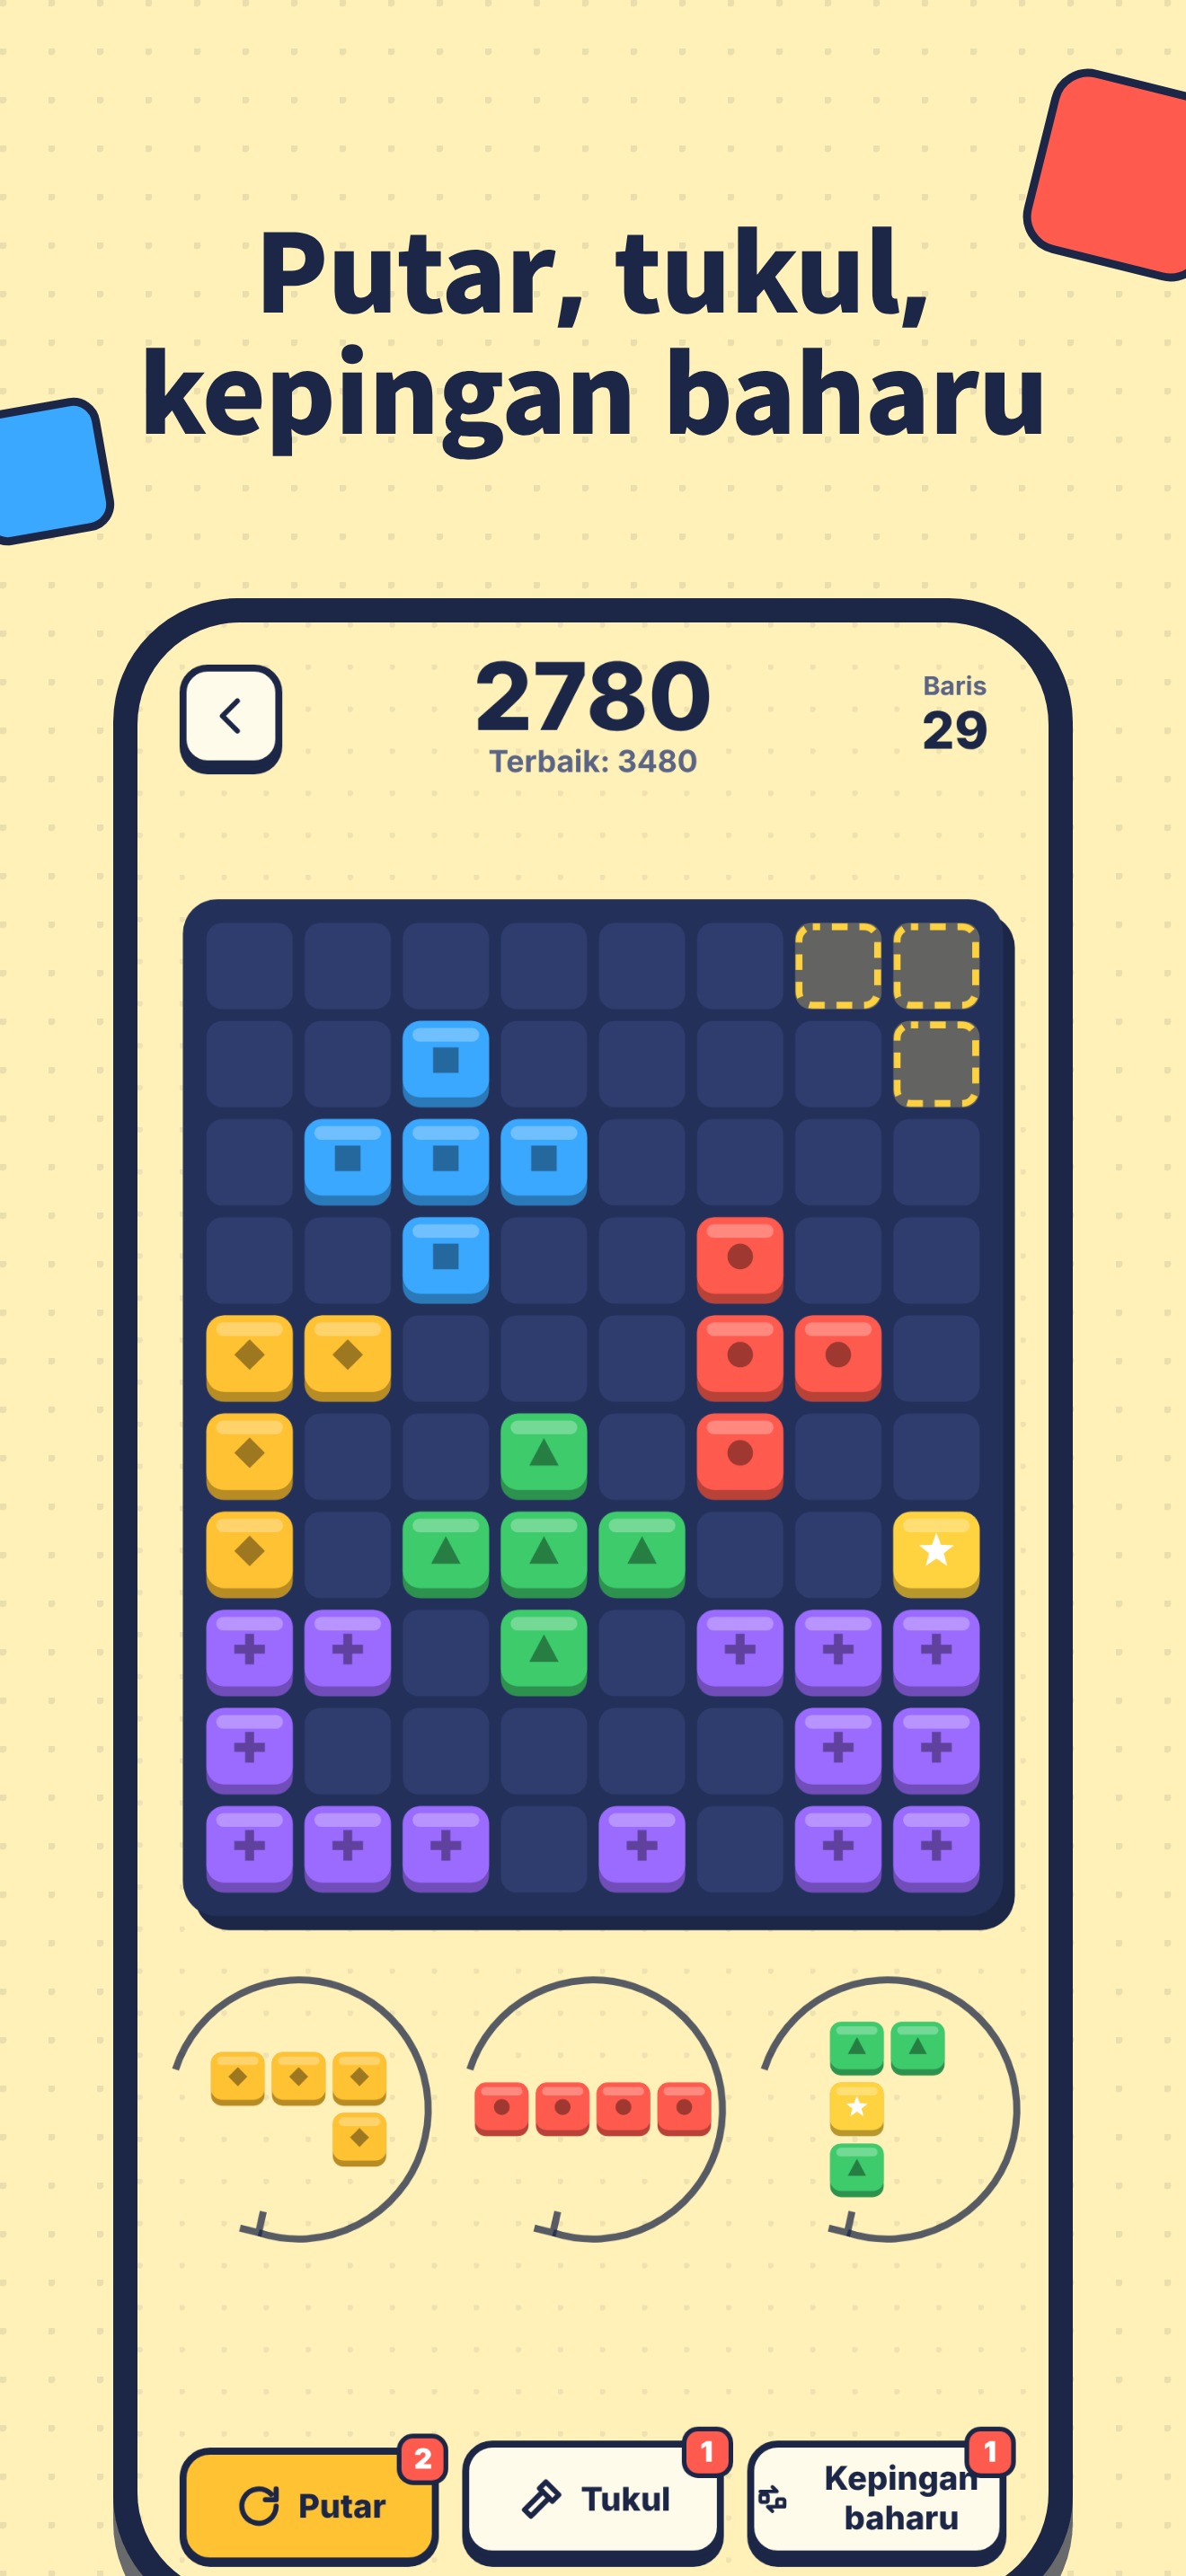 Putar, tukul,
kepingan baharu
2780
Terbaik: 3480
Baris
29
2
Putar
1
Tukul
1
Kepingan
baharu